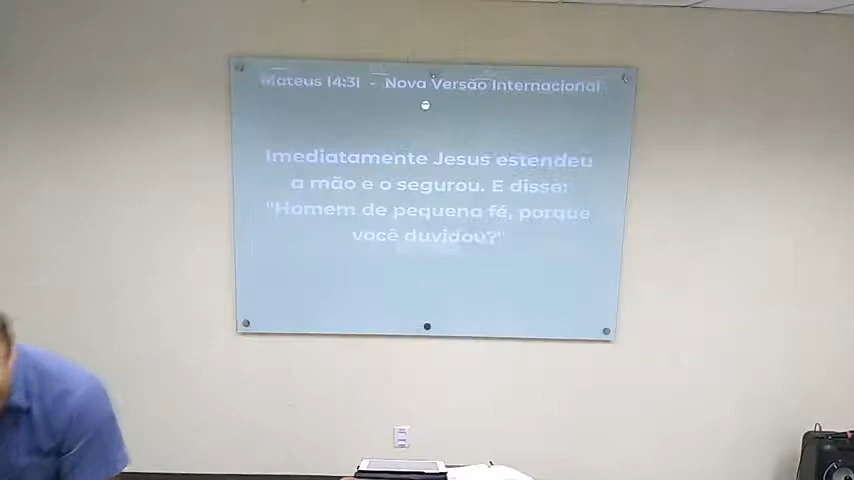 Mateus 14:31 - Nova Versão Internacional
Imediatamente Jesus estendeu
a mão e o segurou. E disse:
"Homem de pequena fé, porque
você duvidou?"